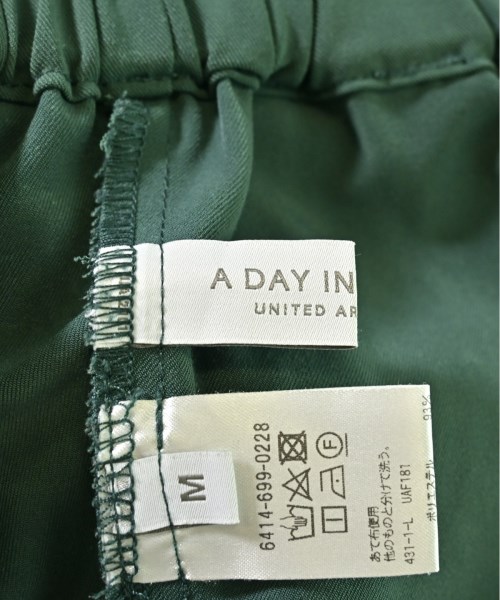 A DAY IN
UNITED AR
M
6414-699-0228
あて布使用
他のものと分けて洗う。
431-1-L UAF181
ポリエステル 93%